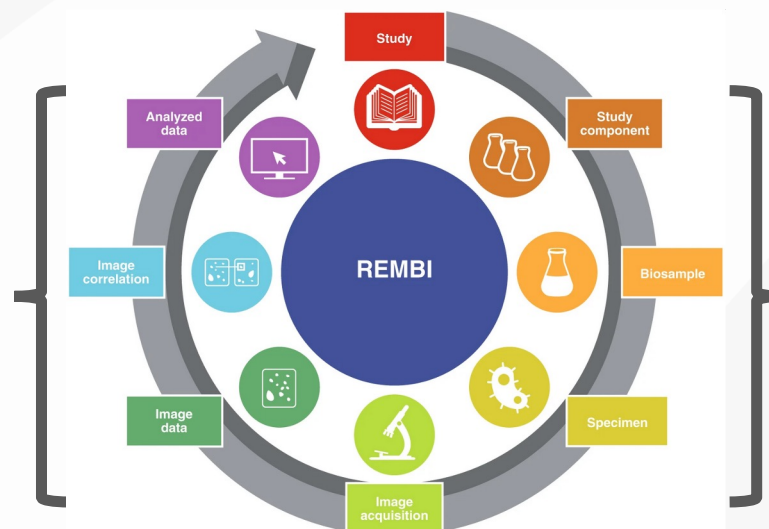 Study
Study
component
Biosample
Specimen
Image
acquisition
Image
data
Image
correlation
Analyzed
data
REMBI